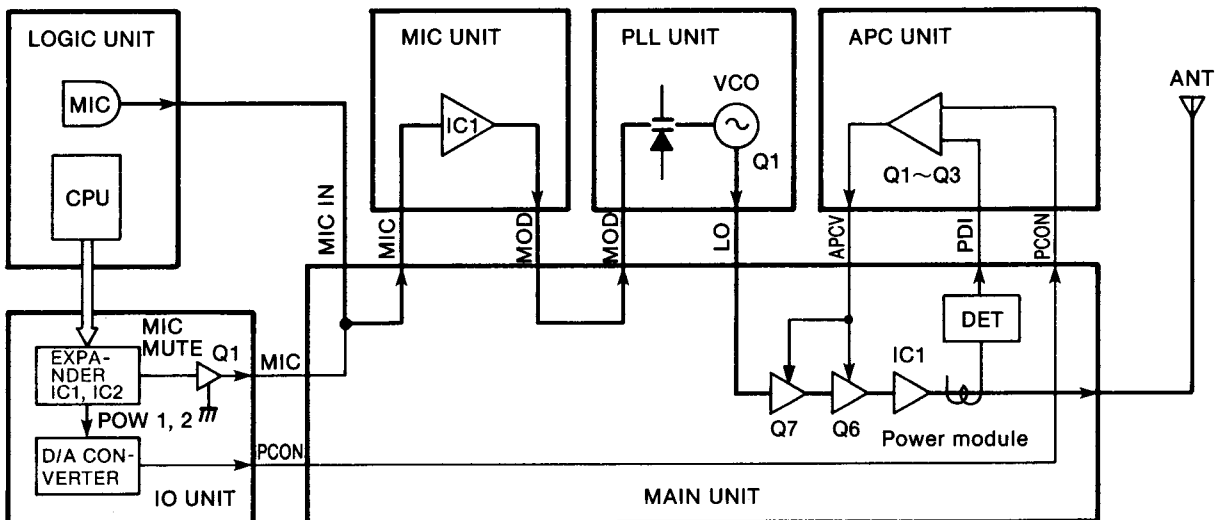 LOGIC UNIT
MIC
CPU
MIC UNIT
IC1
PLL UNIT
VCO
Q1
APC UNIT
Q1~Q3
ANT
MIC IN
MIC
MOD
MOD
LO
APCV
PDI
PCON
EXPA-
NDER
IC1, IC2
MIC
MUTE
Q1
MIC
POW 1, 2
D/A CON-
VERTER
PCON
IO UNIT
DET
IC1
Q7
Q6
Power module
MAIN UNIT